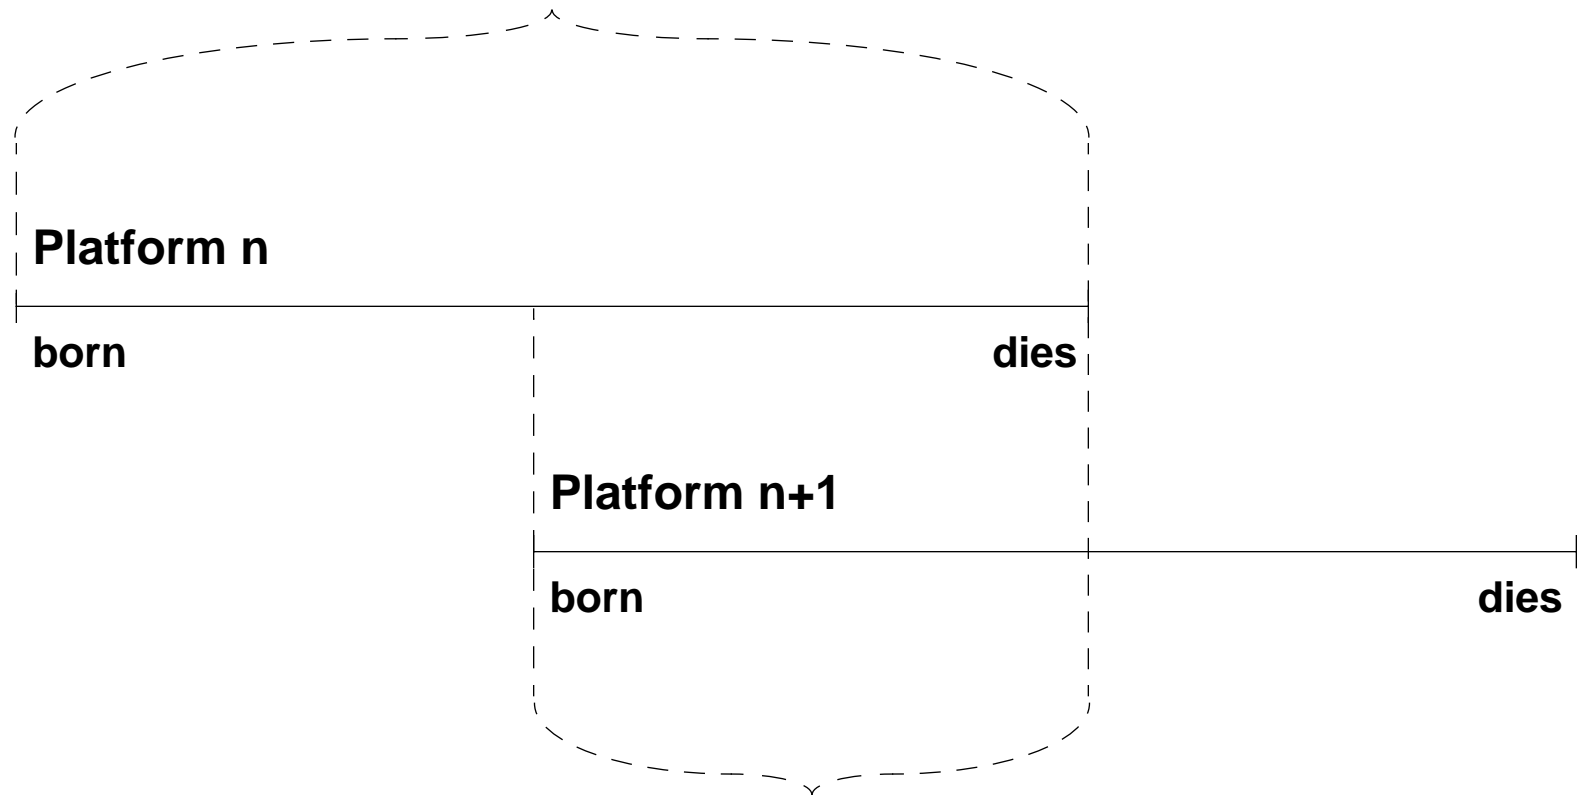 Platform n
born
dies
Platform n+1
born
dies